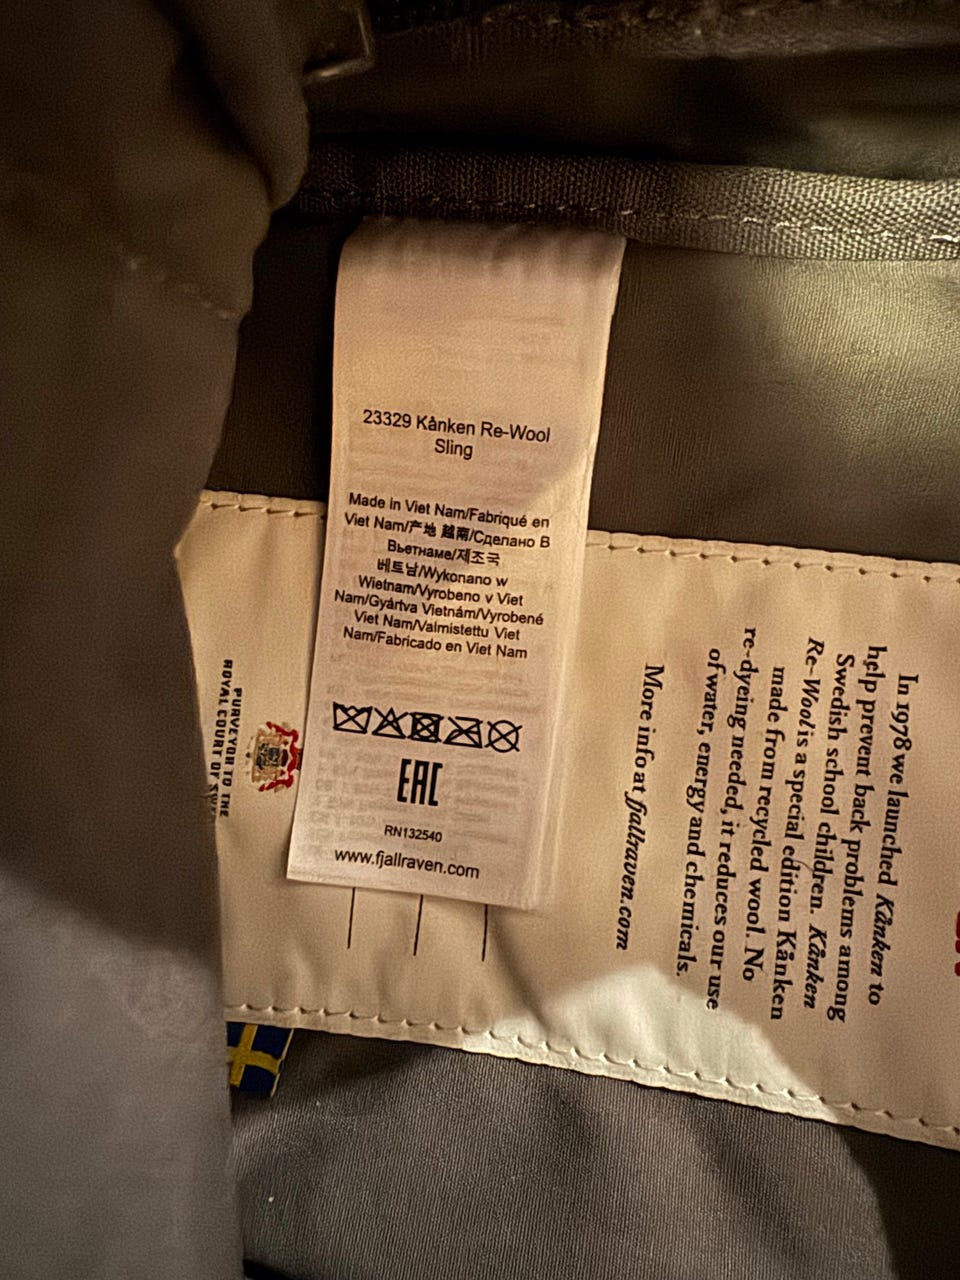 23329 Kånken Re-Wool
Sling
Made in Viet Nam/Fabriqué en
Viet Nam/产地 越南/Сделано В
Вьетнаме/제조국
베트남/Wykonano w
Wietnam/Vyrobeno v Viet
Nam/Gyártva Vietnám/Vyrobené
Viet Nam/Valmistettu Viet
Nam/Fabricado en Viet Nam
EAC
RN132540
www.fjallraven.com
In 1978 we launched Kånken to
help prevent back problems among
Swedish school children. Kånken
Re-Wool is a special edition Kånken
made from recycled wool. No
re-dyeing needed, it reduces our use
of water, energy and chemicals.
More info at fjallraven.com
PURVEYOR TO THE
ROYAL COURT OF